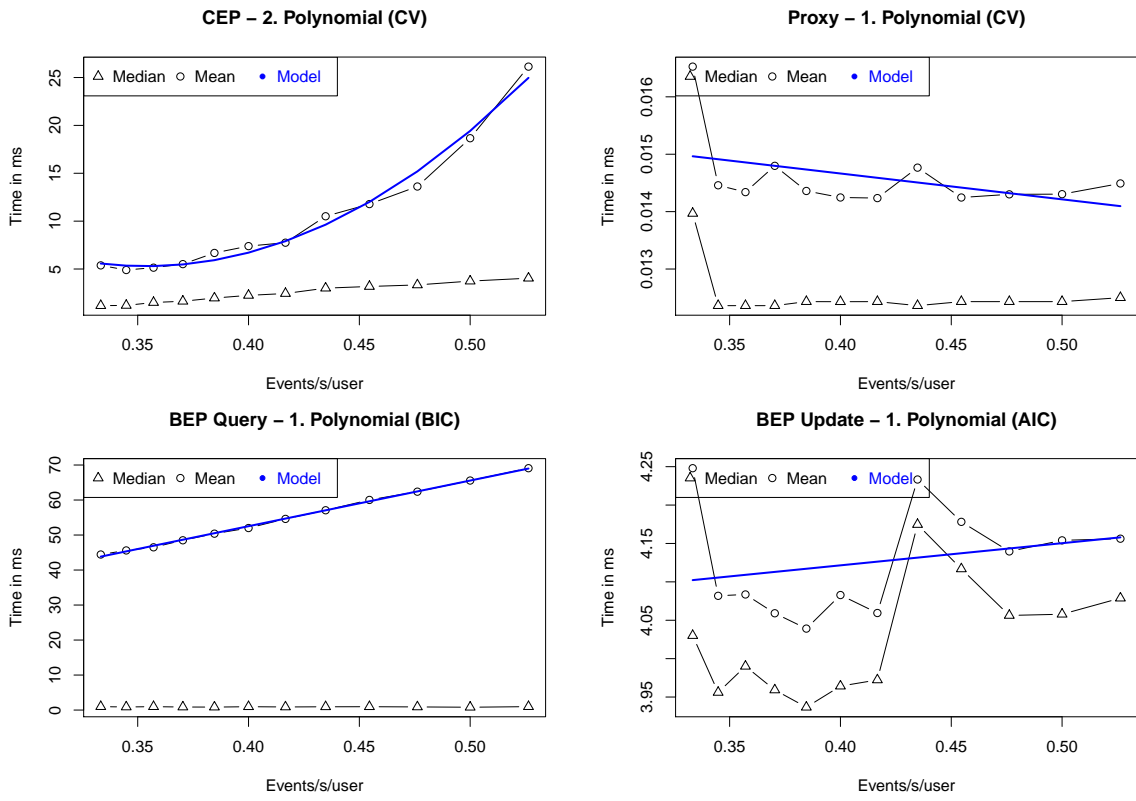 CEP − 2. Polynomial (CV)
Median Mean Model
Time in ms
5 10 15 20 25
0.35 0.40 0.45 0.50
Events/s/user
Proxy − 1. Polynomial (CV)
Median Mean Model
Time in ms
0.013 0.014 0.015 0.016
0.35 0.40 0.45 0.50
Events/s/user
BEP Query − 1. Polynomial (BIC)
Median Mean Model
Time in ms
0 10 20 30 40 50 60 70
0.35 0.40 0.45 0.50
Events/s/user
BEP Update − 1. Polynomial (AIC)
Median Mean Model
Time in ms
3.95 4.05 4.15 4.25
0.35 0.40 0.45 0.50
Events/s/user